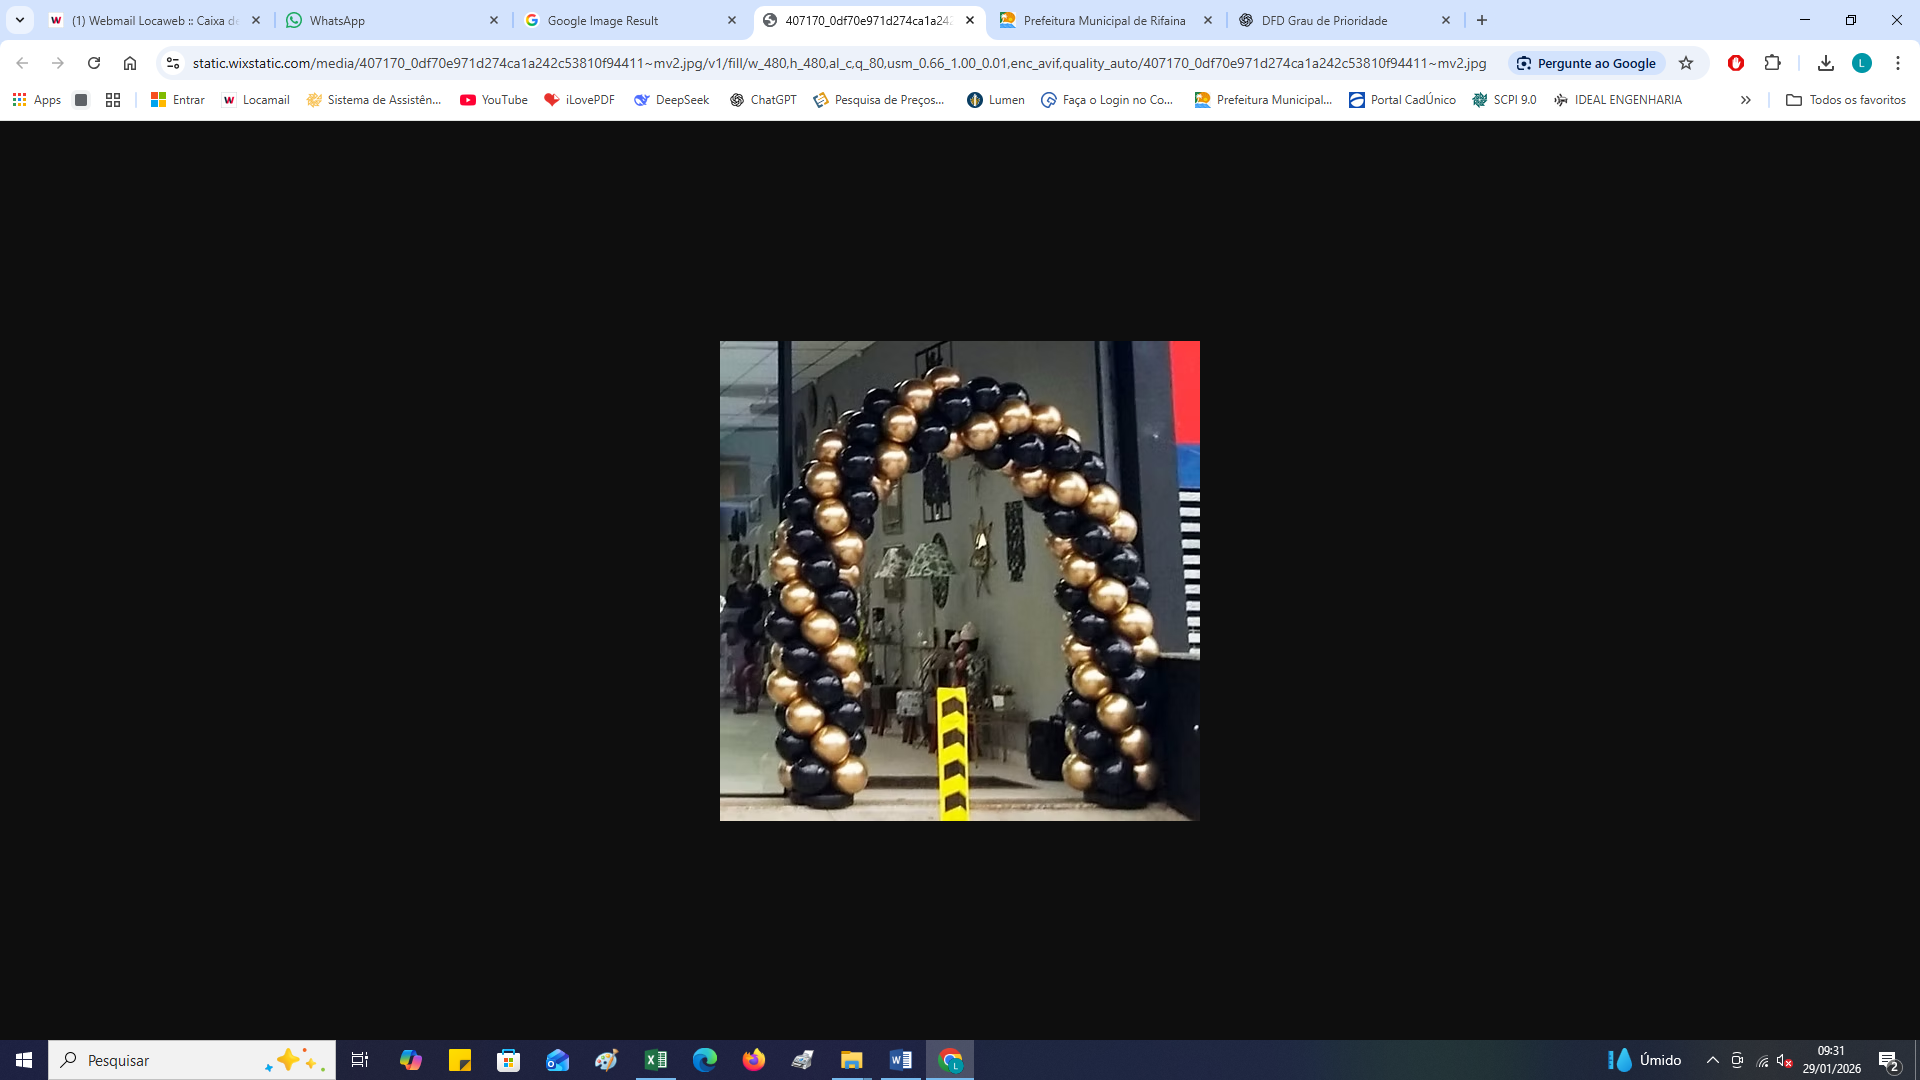 (1) Webmail Locaweb :: Caixa de
WhatsApp
Google Image Result
407170_0df70e971d274ca1a242
Prefeitura Municipal de Rifaina
DFD Grau de Prioridade
static.wixstatic.com/media/407170_0df70e971d274ca1a242c53810f94411~mv2.jpg/v1/fill/w_480,h_480,al_c,q_80,usm_0.66_1.00_0.01,enc_avif,quality_auto/407170_0df70e971d274ca1a242c53810f94411~mv2.jpg
Pergunte ao Google
L
Apps
Entrar
Locamail
Sistema de Assistên...
YouTube
iLovePDF
DeepSeek
ChatGPT
Pesquisa de Preços...
Lumen
Faça o Login no Co...
Prefeitura Municipal...
Portal CadÚnico
SCPI 9.0
IDEAL ENGENHARIA
Todos os favoritos
Pesquisar
Úmido
09:31
29/01/2026
2